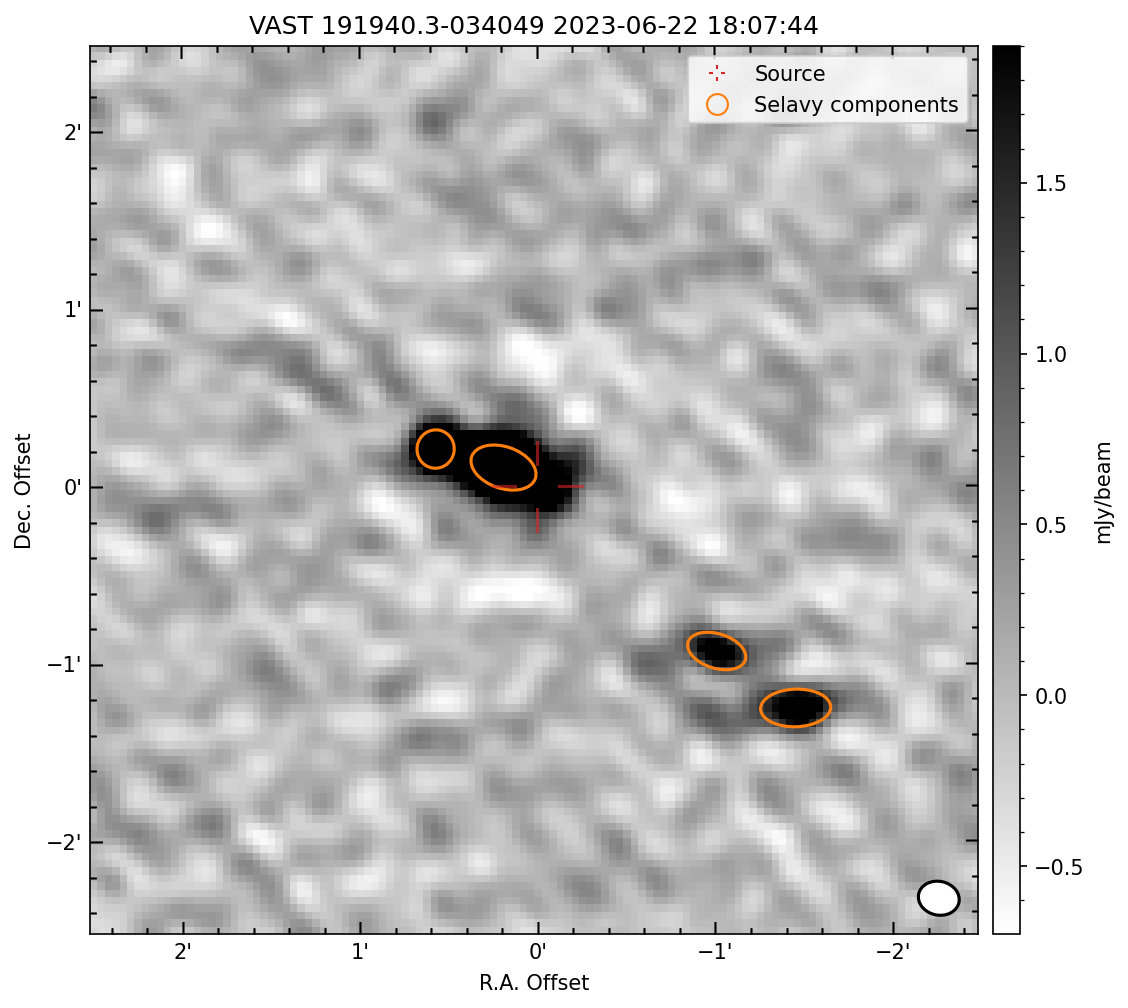 VAST 191940.3-034049 2023-06-22 18:07:44
Source
Selavy components
2'
1'
0'
−1'
−2'
Dec. Offset
2'
1'
0'
−1'
−2'
R.A. Offset
1.5
1.0
0.5
0.0
−0.5
mJy/beam